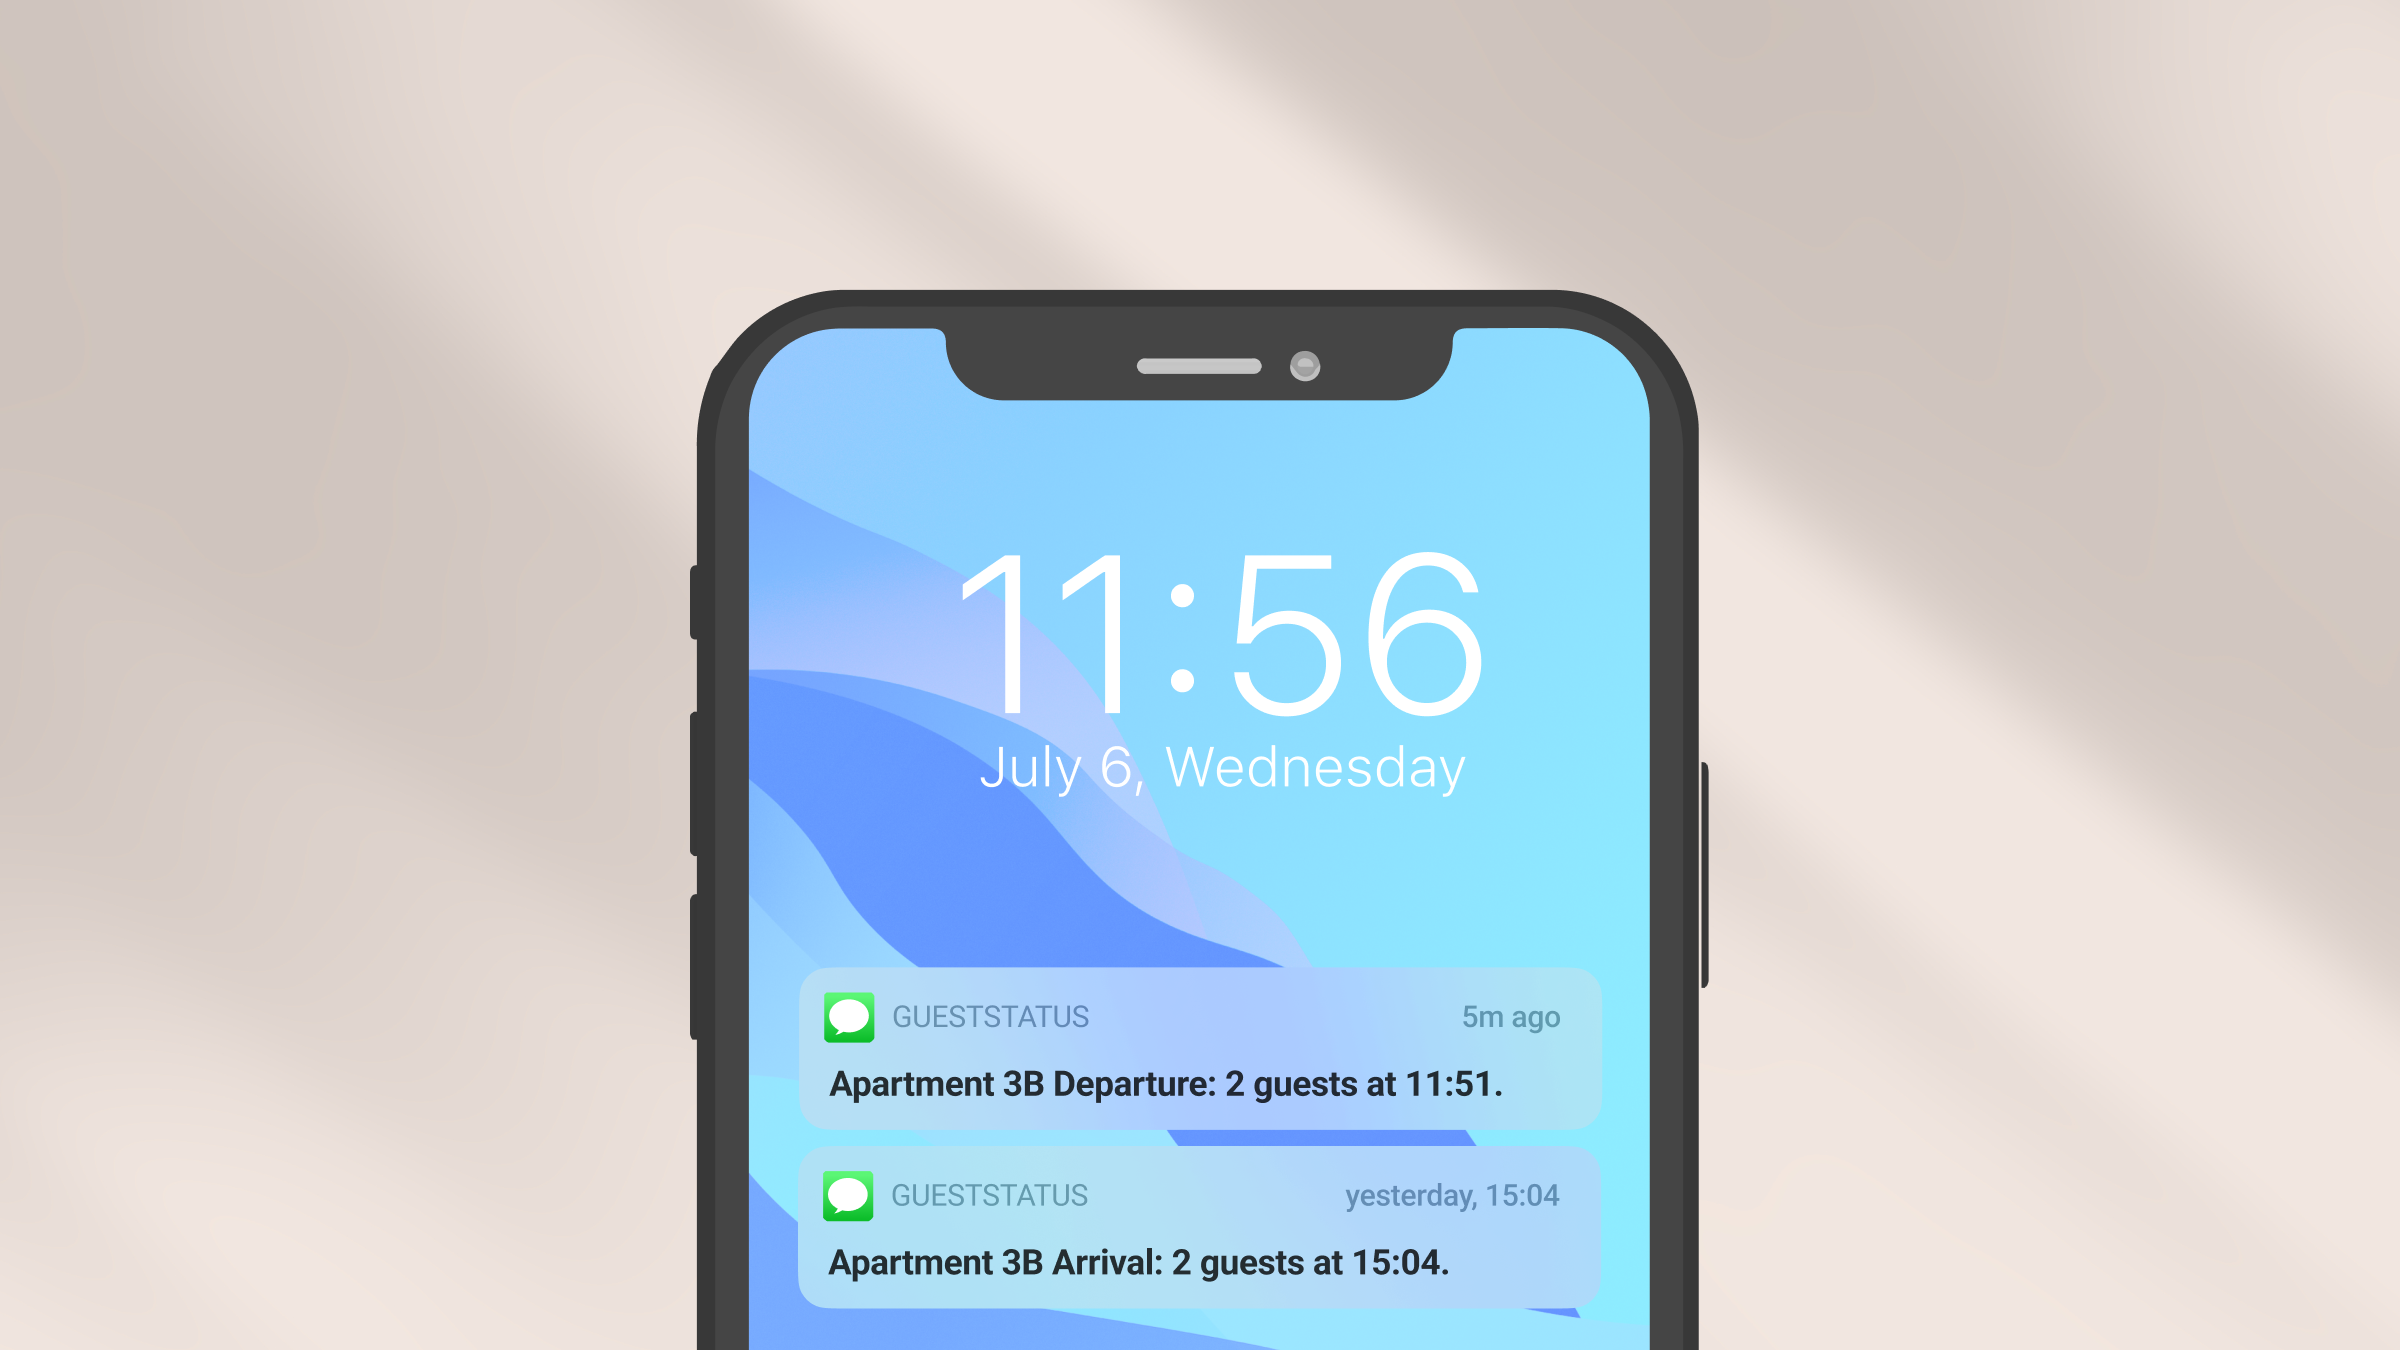 11:56
July 6, Wednesday
GUESTSTATUS 5m ago
Apartment 3B Departure: 2 guests at 11:51.
GUESTSTATUS yesterday, 15:04
Apartment 3B Arrival: 2 guests at 15:04.